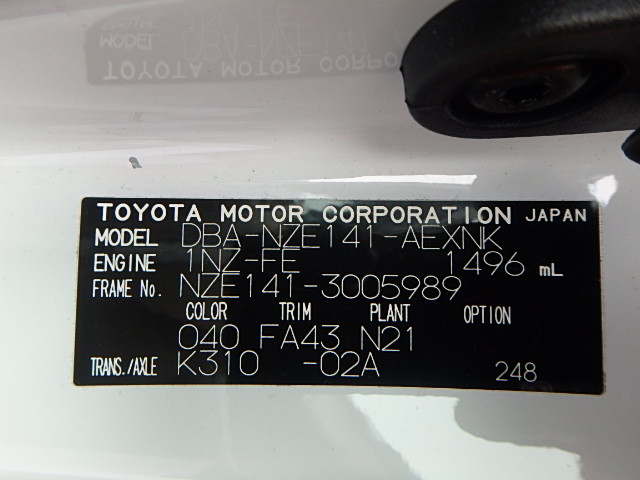 TOYOTA MOTOR CORPORATION JAPAN
MODEL DBA-NZE141-AEXNK
ENGINE 1NZ-FE 1496 mL
FRAME No. NZE141-3005989
COLOR TRIM PLANT OPTION
040 FA43 N21
TRANS./AXLE K310 -02A 248